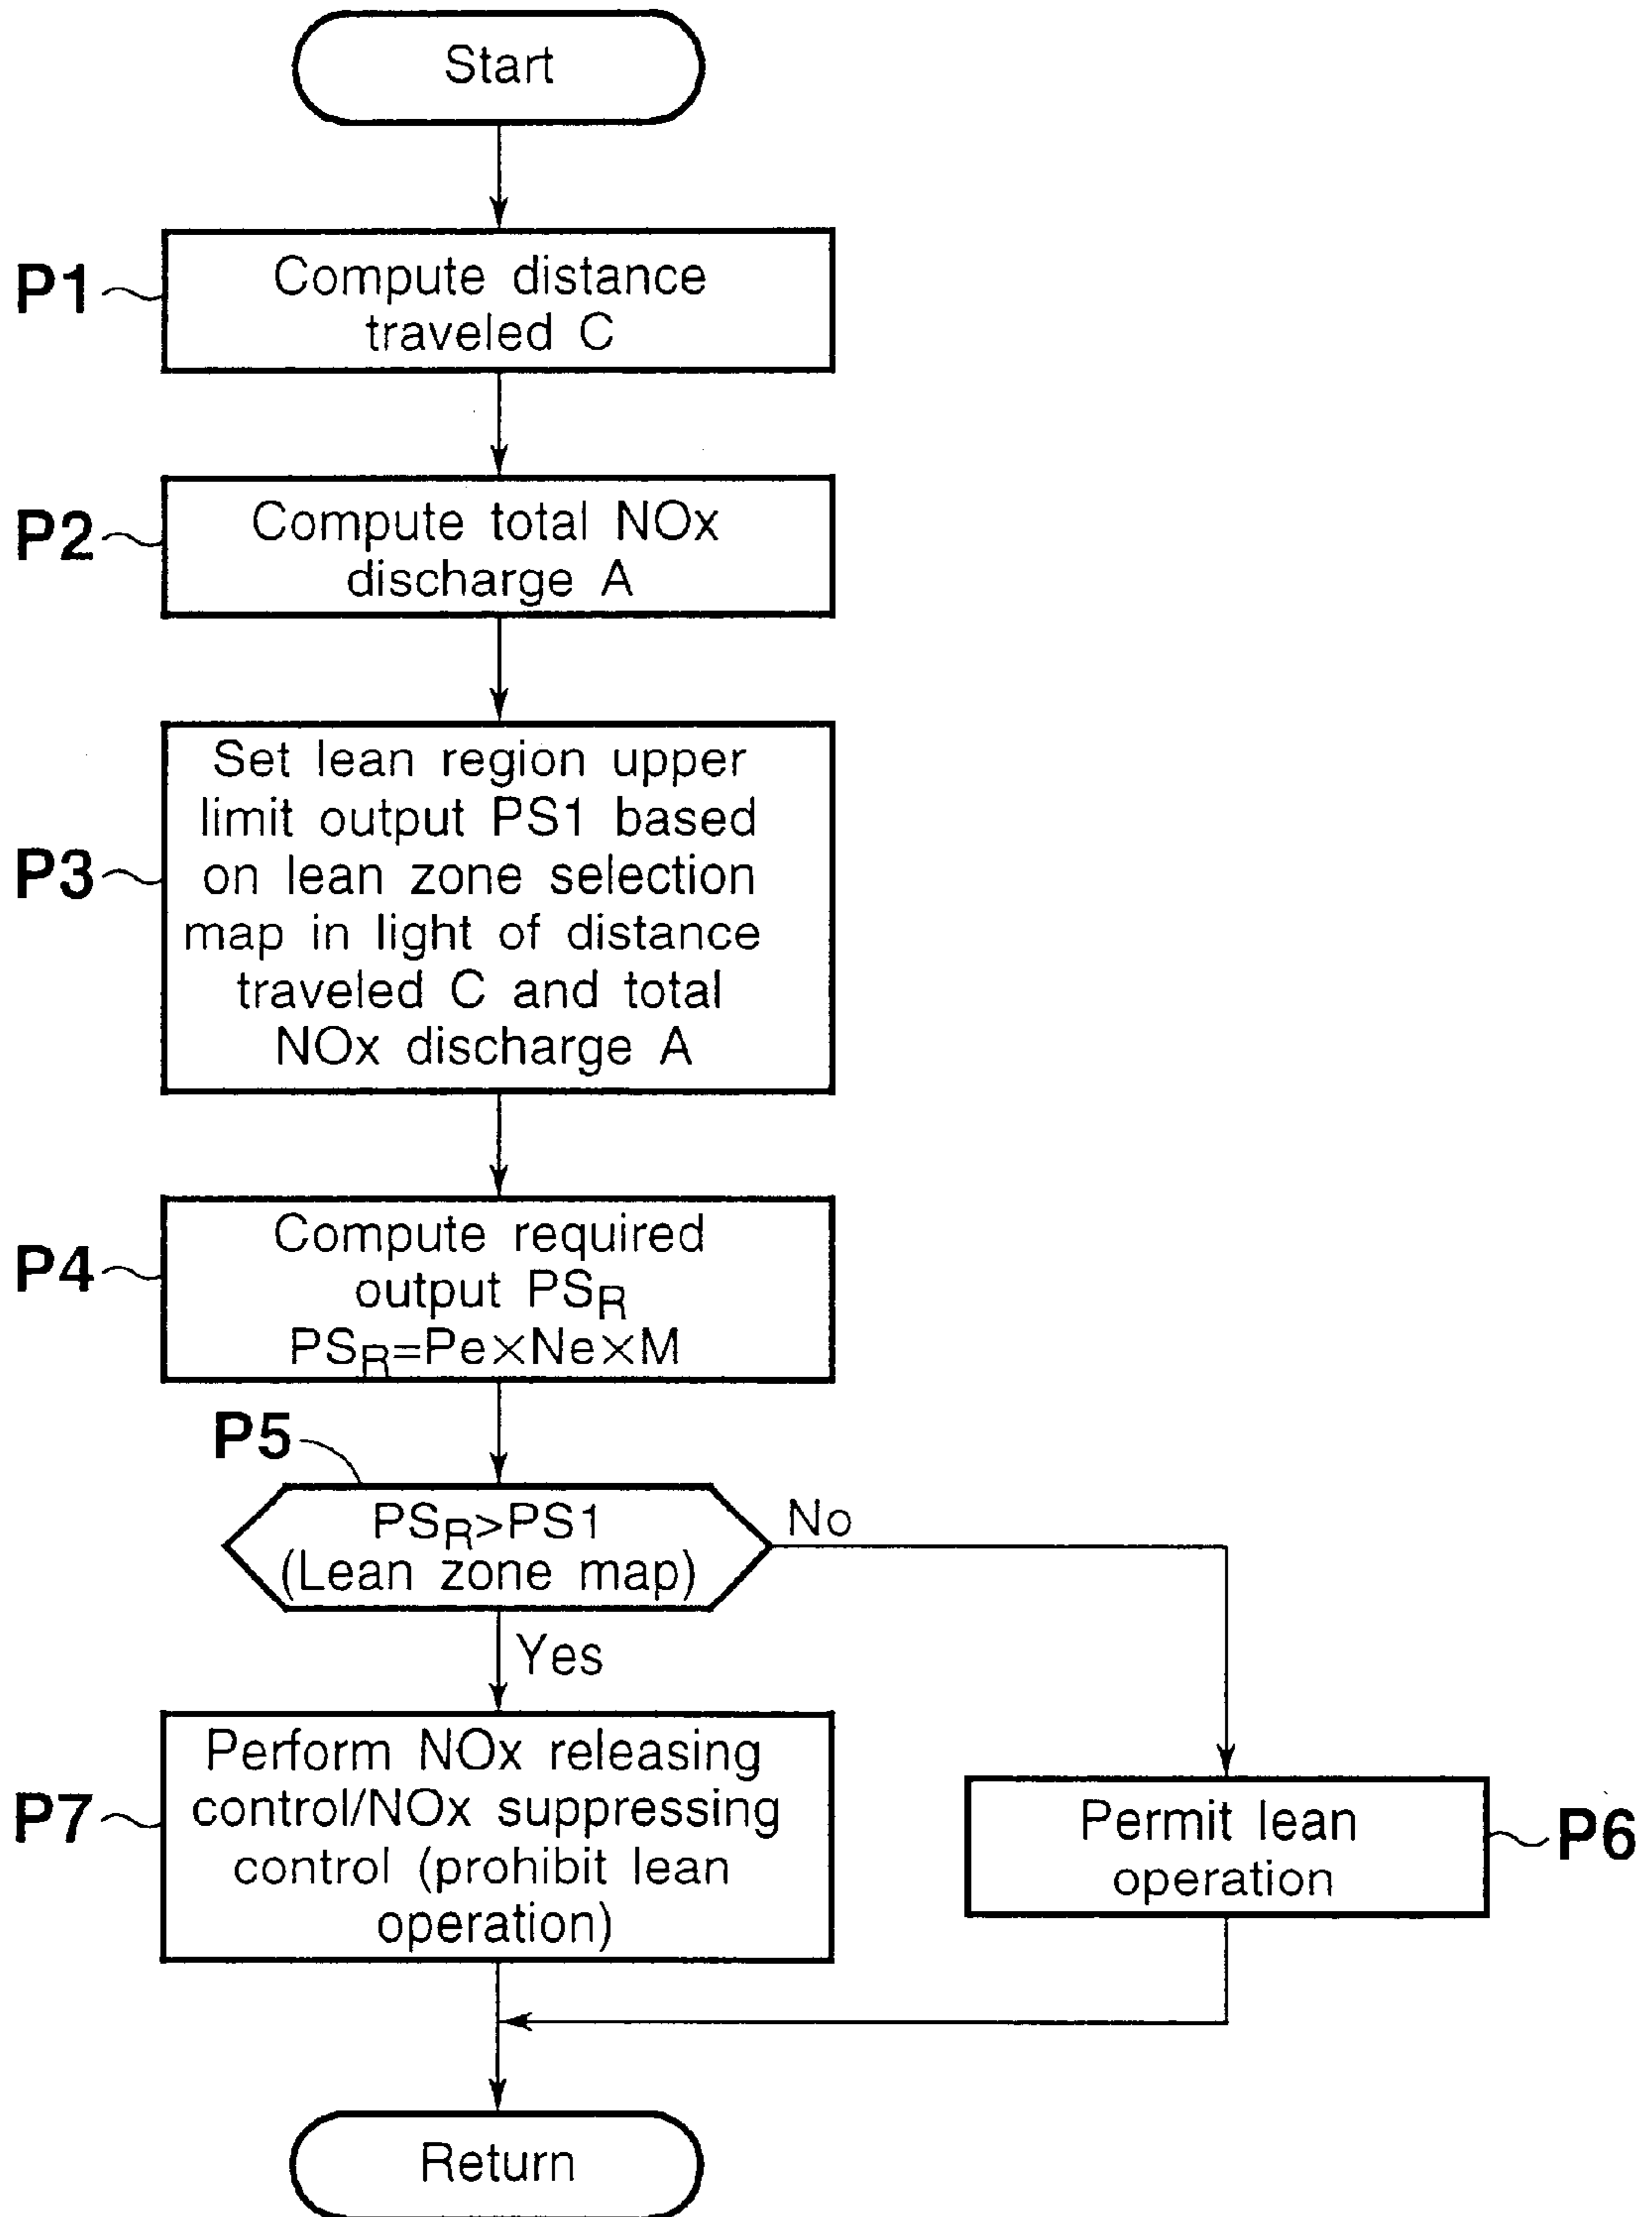 Start
P1
Compute distance
traveled C
P2
Compute total NOx
discharge A
P3
Set lean region upper
limit output PS1 based
on lean zone selection
map in light of distance
traveled C and total
NOx discharge A
P4
Compute required
output PSR
PSR=Pe×Ne×M
P5
PSR>PS1
(Lean zone map)
No
Yes
P7
Perform NOx releasing
control/NOx suppressing
control (prohibit lean
operation)
Permit lean
operation
P6
Return